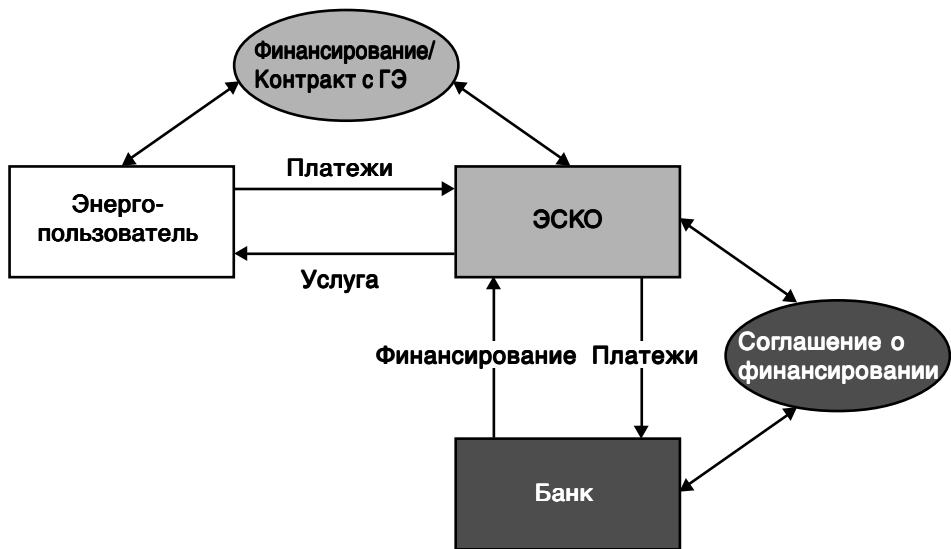 Финансирование/
Контракт с ГЭ
Платежи
Энерго-
пользователь
ЭСКО
Услуга
Финансирование
Платежи
Соглашение о
финансировании
Банк